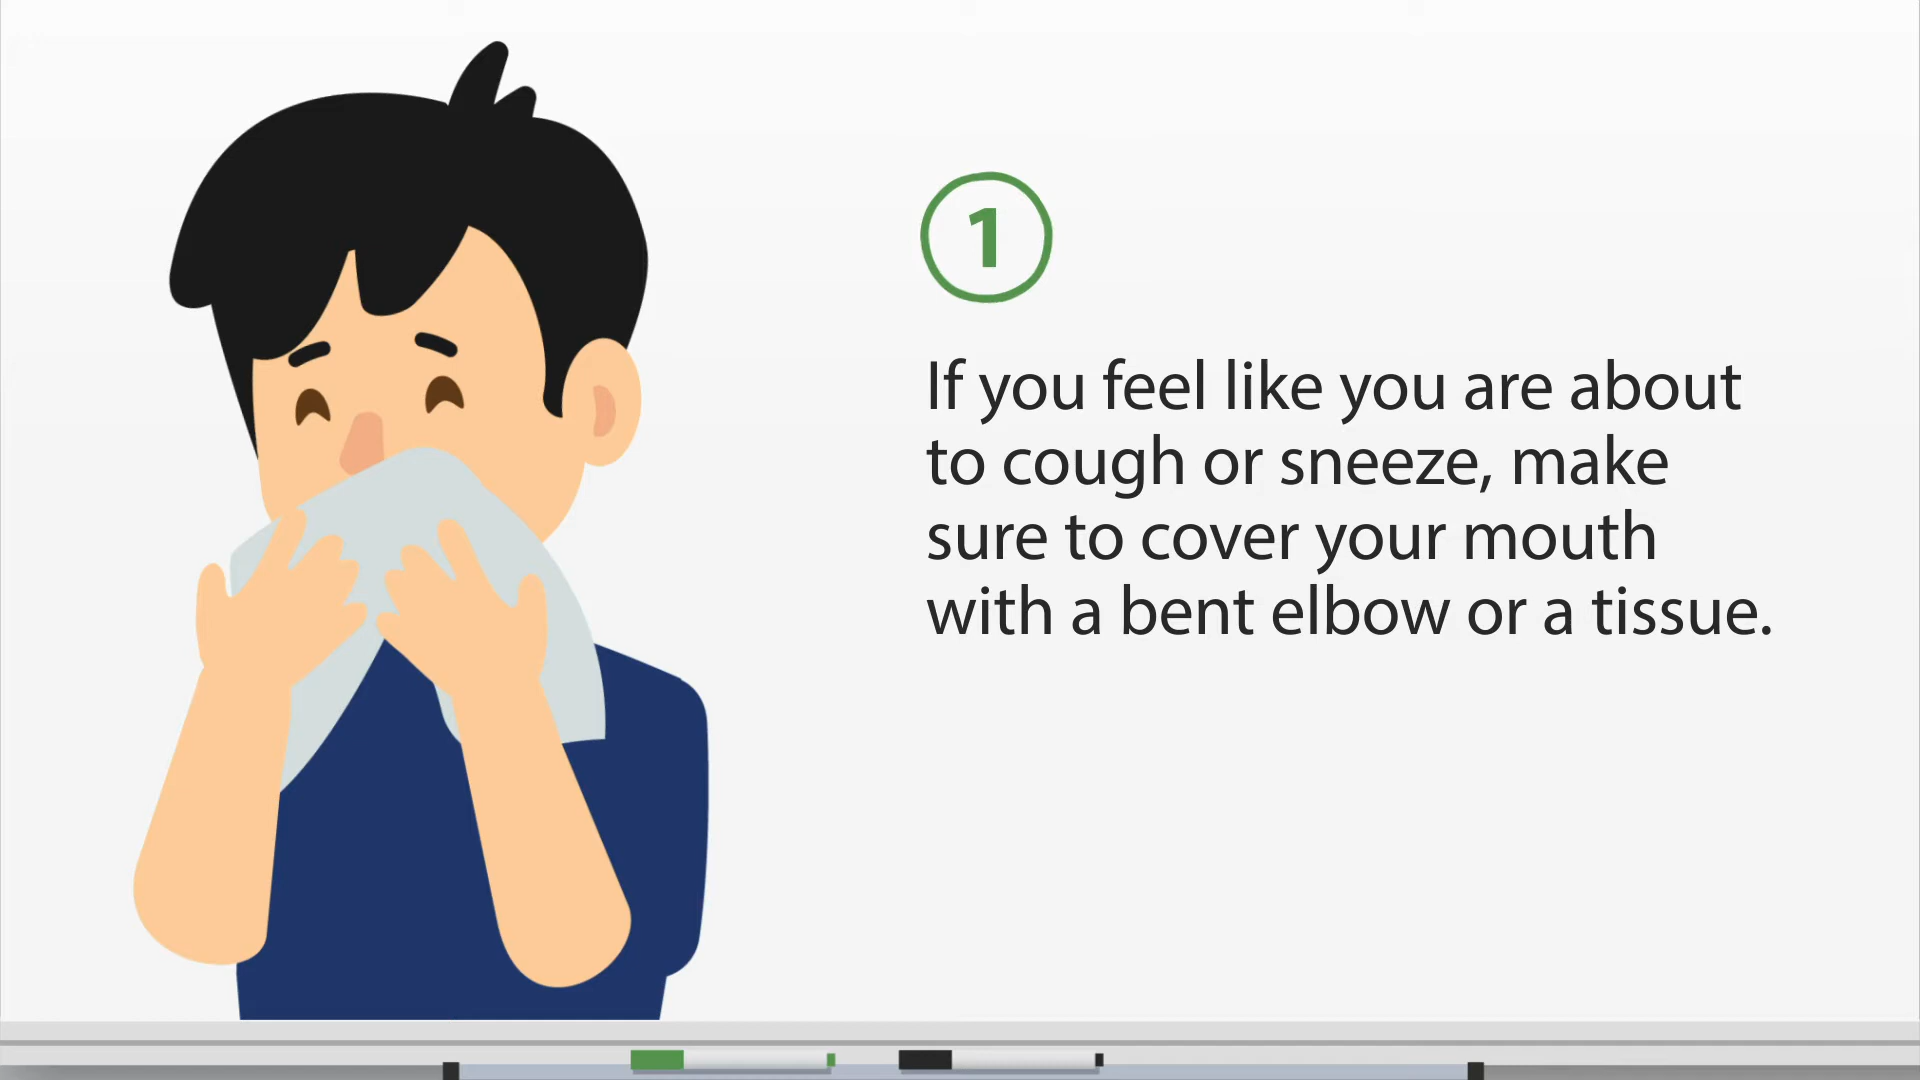 1
If you feel like you are about
to cough or sneeze, make
sure to cover your mouth
with a bent elbow or a tissue.